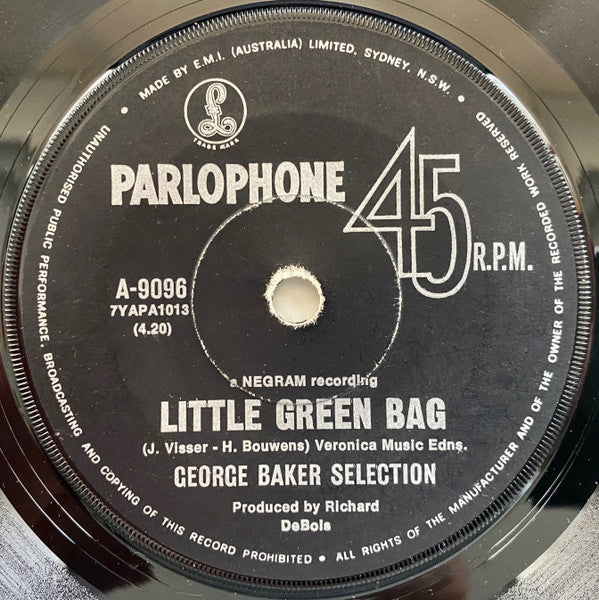 MADE BY E.M.I. (AUSTRALIA) LIMITED, SYDNEY, N.S.W. •
£
TRADE MARK
PARLOPHONE
45
R.P.M.
A-9096
7YAPA1013
(4.20)
a NEGRAM recording
LITTLE GREEN BAG
(J. Visser - H. Bouwens) Veronica Music Edns.
GEORGE BAKER SELECTION
Produced by Richard
DeBois
UNAUTHORISED PUBLIC PERFORMANCE, BROADCASTING AND COPYING OF THIS RECORD PROHIBITED • ALL RIGHTS OF THE MANUFACTURER AND OF THE OWNER OF THE RECORDED WORK RESERVED •